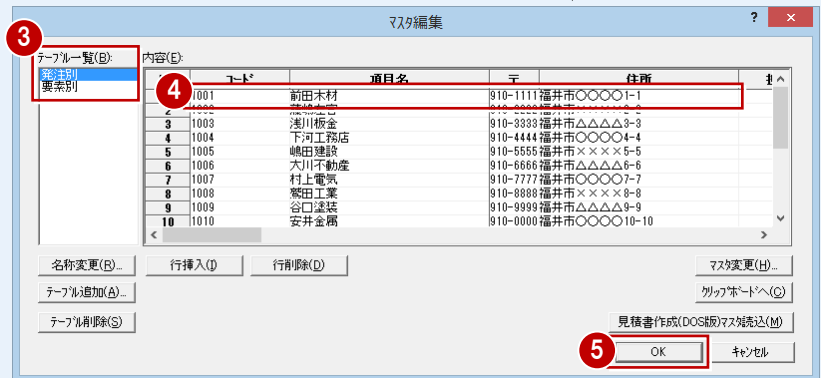 マスタ編集
?
×
3
テーブル一覧(B):
発注別
要素別
内容(E):
コード 項目名 〒 住所
4
1001 前田木材 910-1111 福井市○○○○1-1
2
3 1003 浅川板金 910-3333 福井市△△△△3-3
4 1004 下河工務店 910-4444 福井市○○○○4-4
5 1005 嶋田建設 910-5555 福井市××××5-5
6 1006 大川不動産 910-6666 福井市△△△△6-6
7 1007 村上電気 910-7777 福井市○○○○7-7
8 1008 鷲田工業 910-8888 福井市××××8-8
9 1009 谷口塗装 910-9999 福井市△△△△9-9
10 1010 安井金属 910-0000 福井市○○○○10-10
名称変更(R)...
行挿入(I)
行削除(D)
マスタ変更(H)...
テーブル追加(A)...
クリップボードへ(C)
テーブル削除(S)
見積書作成(DOS版)マスタ読込(M)
5
OK
キャンセル